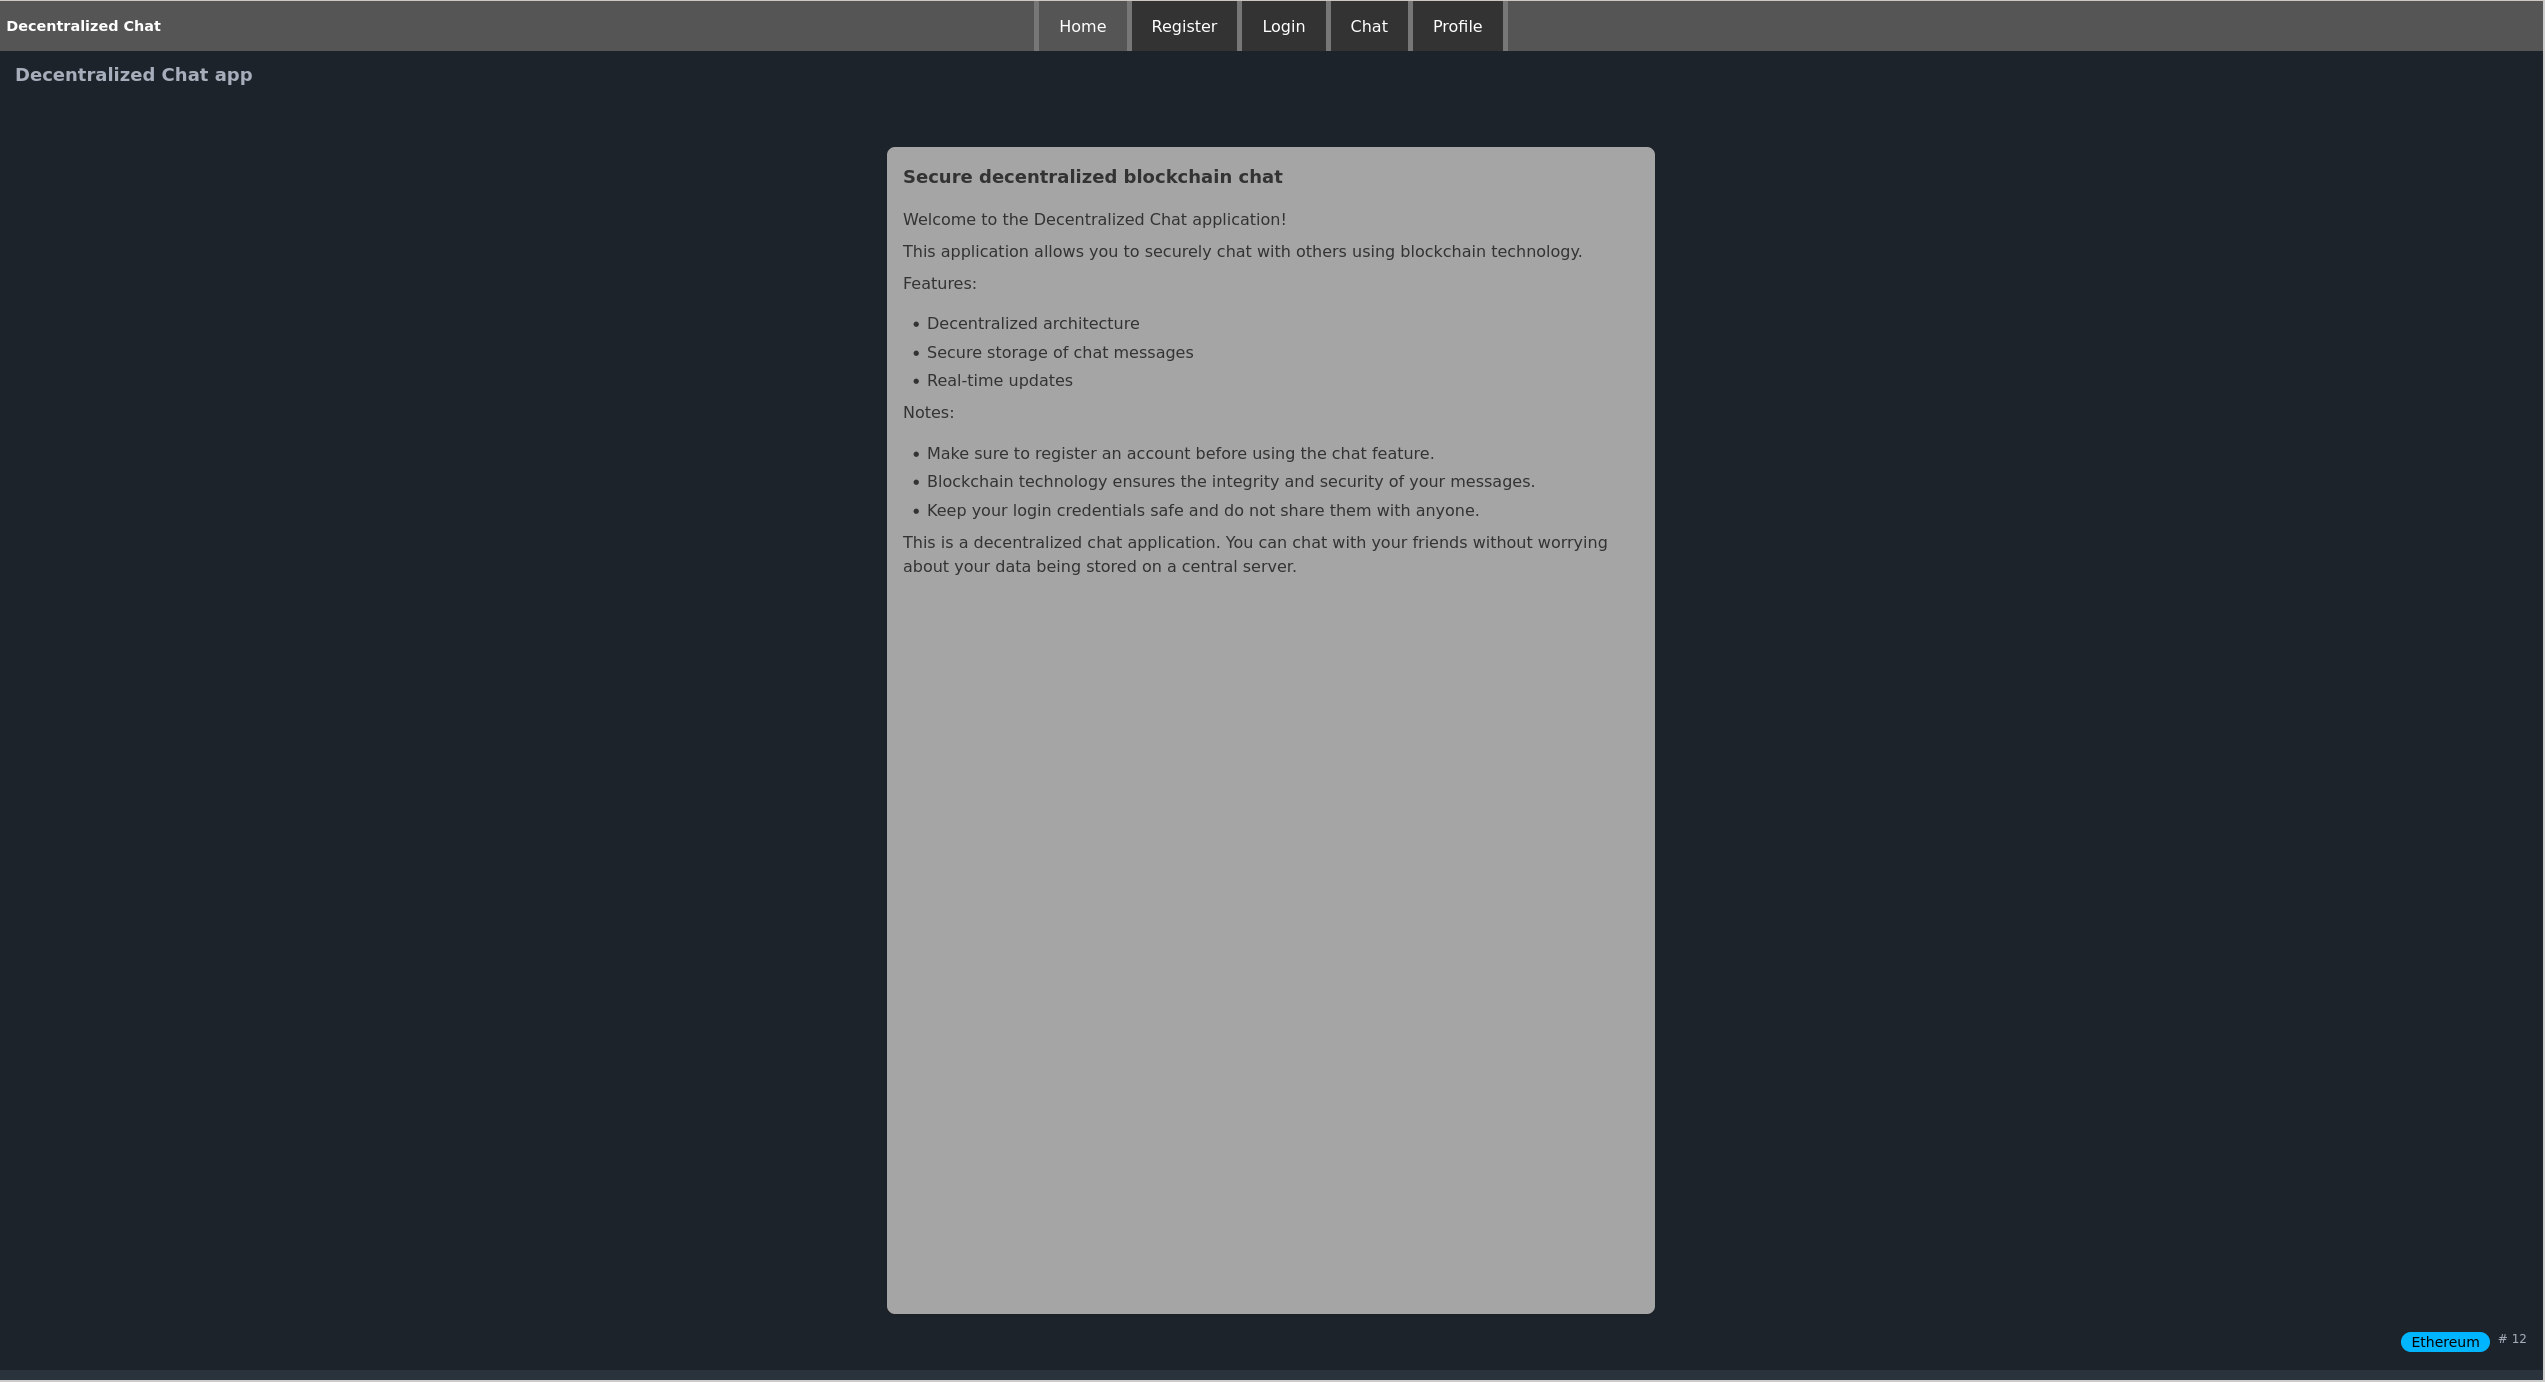 Decentralized Chat
Home
Register
Login
Chat
Profile
Decentralized Chat app
Secure decentralized blockchain chat
Welcome to the Decentralized Chat application!
This application allows you to securely chat with others using blockchain technology.
Features:
• Decentralized architecture
• Secure storage of chat messages
• Real-time updates
Notes:
• Make sure to register an account before using the chat feature.
• Blockchain technology ensures the integrity and security of your messages.
• Keep your login credentials safe and do not share them with anyone.
This is a decentralized chat application. You can chat with your friends without worrying
about your data being stored on a central server.
Ethereum # 12